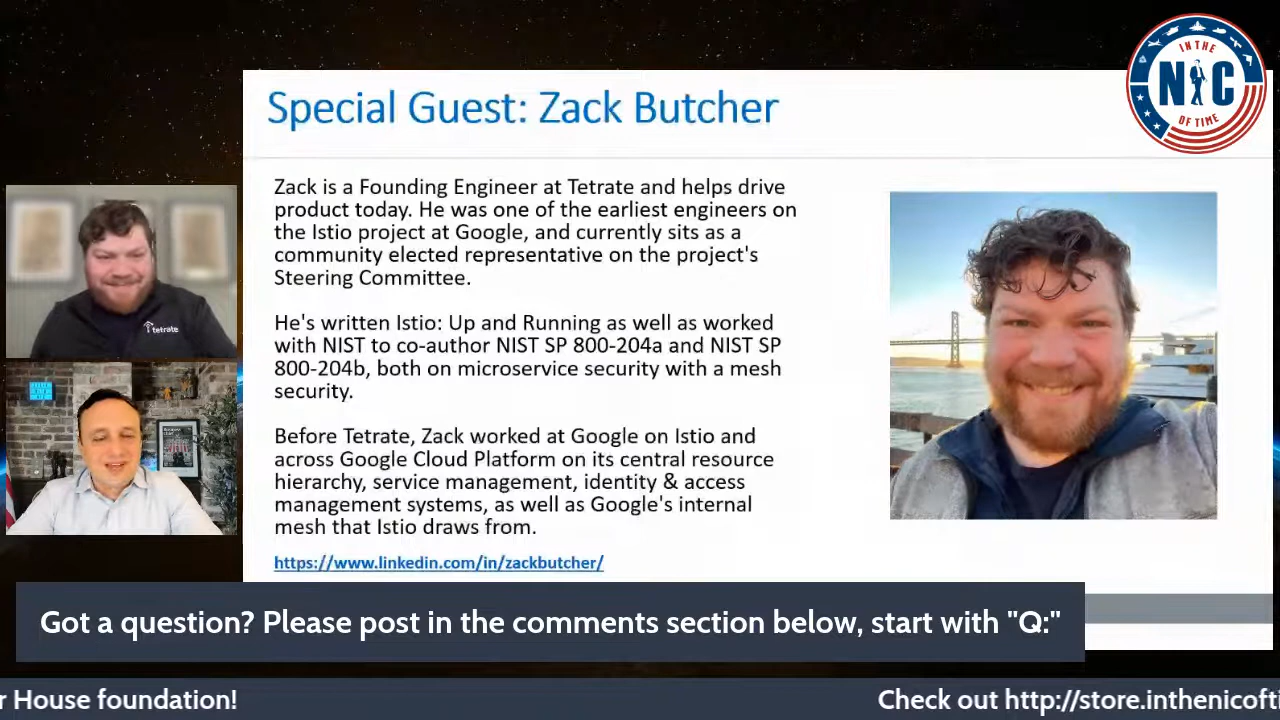 IN THE
NIC
OF TIME
Special Guest: Zack Butcher
Zack is a Founding Engineer at Tetrate and helps drive
product today. He was one of the earliest engineers on
the Istio project at Google, and currently sits as a
community elected representative on the project's
Steering Committee.
He's written Istio: Up and Running as well as worked
with NIST to co-author NIST SP 800-204a and NIST SP
800-204b, both on microservice security with a mesh
security.
Before Tetrate, Zack worked at Google on Istio and
across Google Cloud Platform on its central resource
hierarchy, service management, identity & access
management systems, as well as Google's internal
mesh that Istio draws from.
https://www.linkedin.com/in/zackbutcher/
tetrate
Got a question? Please post in the comments section below, start with "Q:"
r House foundation!
Check out http://store.inthenicofti